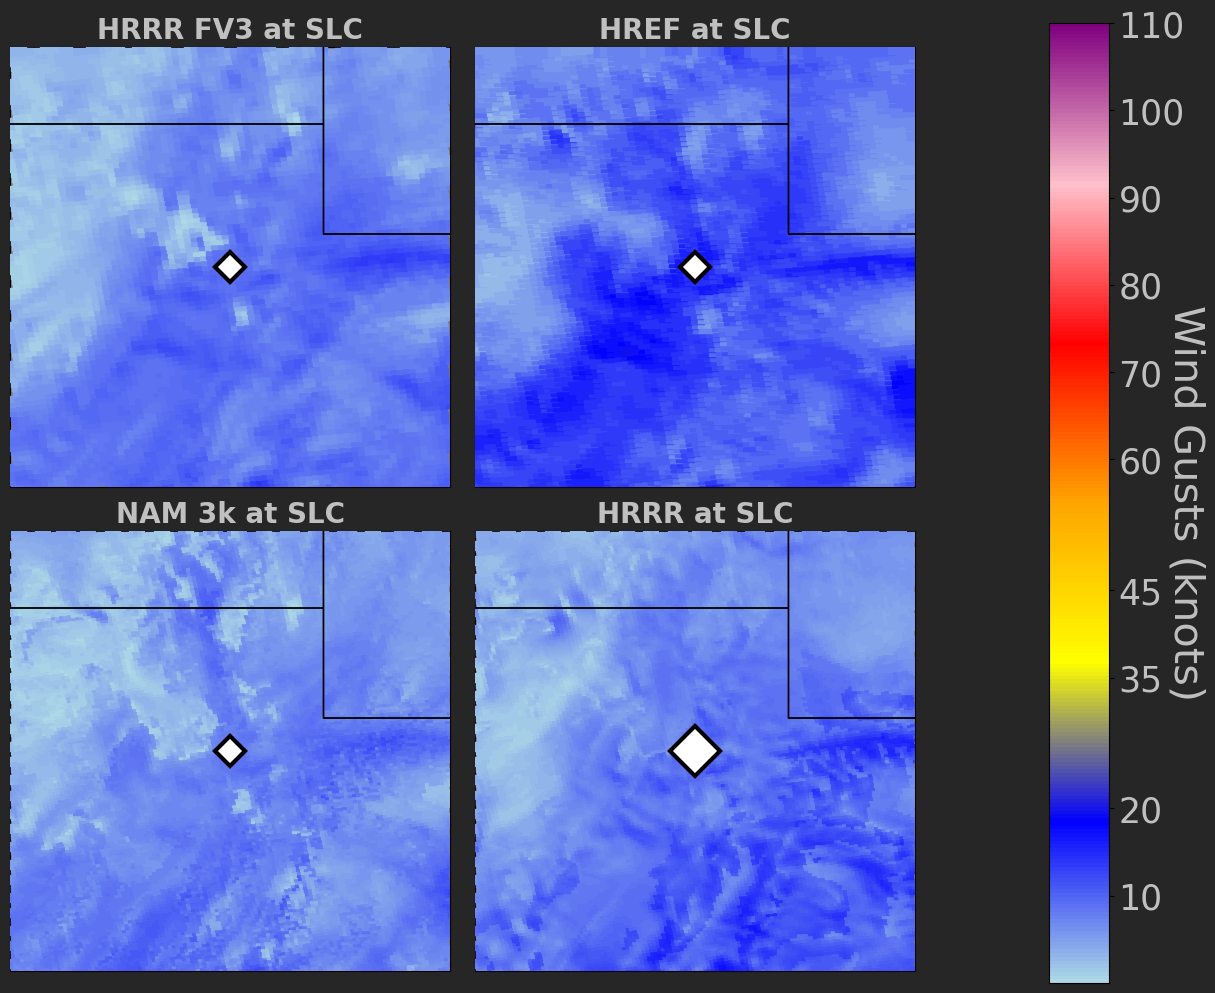 HRRR FV3 at SLC
HREF at SLC
NAM 3k at SLC
HRRR at SLC
110
100
90
80
70
60
45
35
20
10
Wind Gusts (knots)